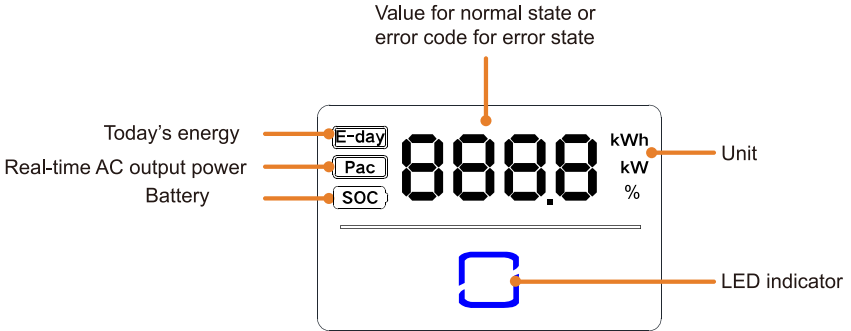 Value for normal state or
error code for error state
Today's energy
E-day
8888.8
kWh
Real-time AC output power
Pac
kW
Unit
Battery
SOC
%
LED indicator